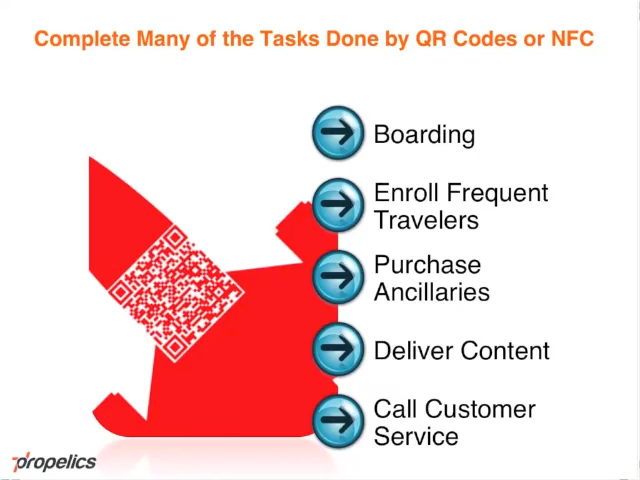 Complete Many of the Tasks Done by QR Codes or NFC
Boarding
Enroll Frequent
Travelers
Purchase
Ancillaries
Deliver Content
Call Customer
Service
propelics